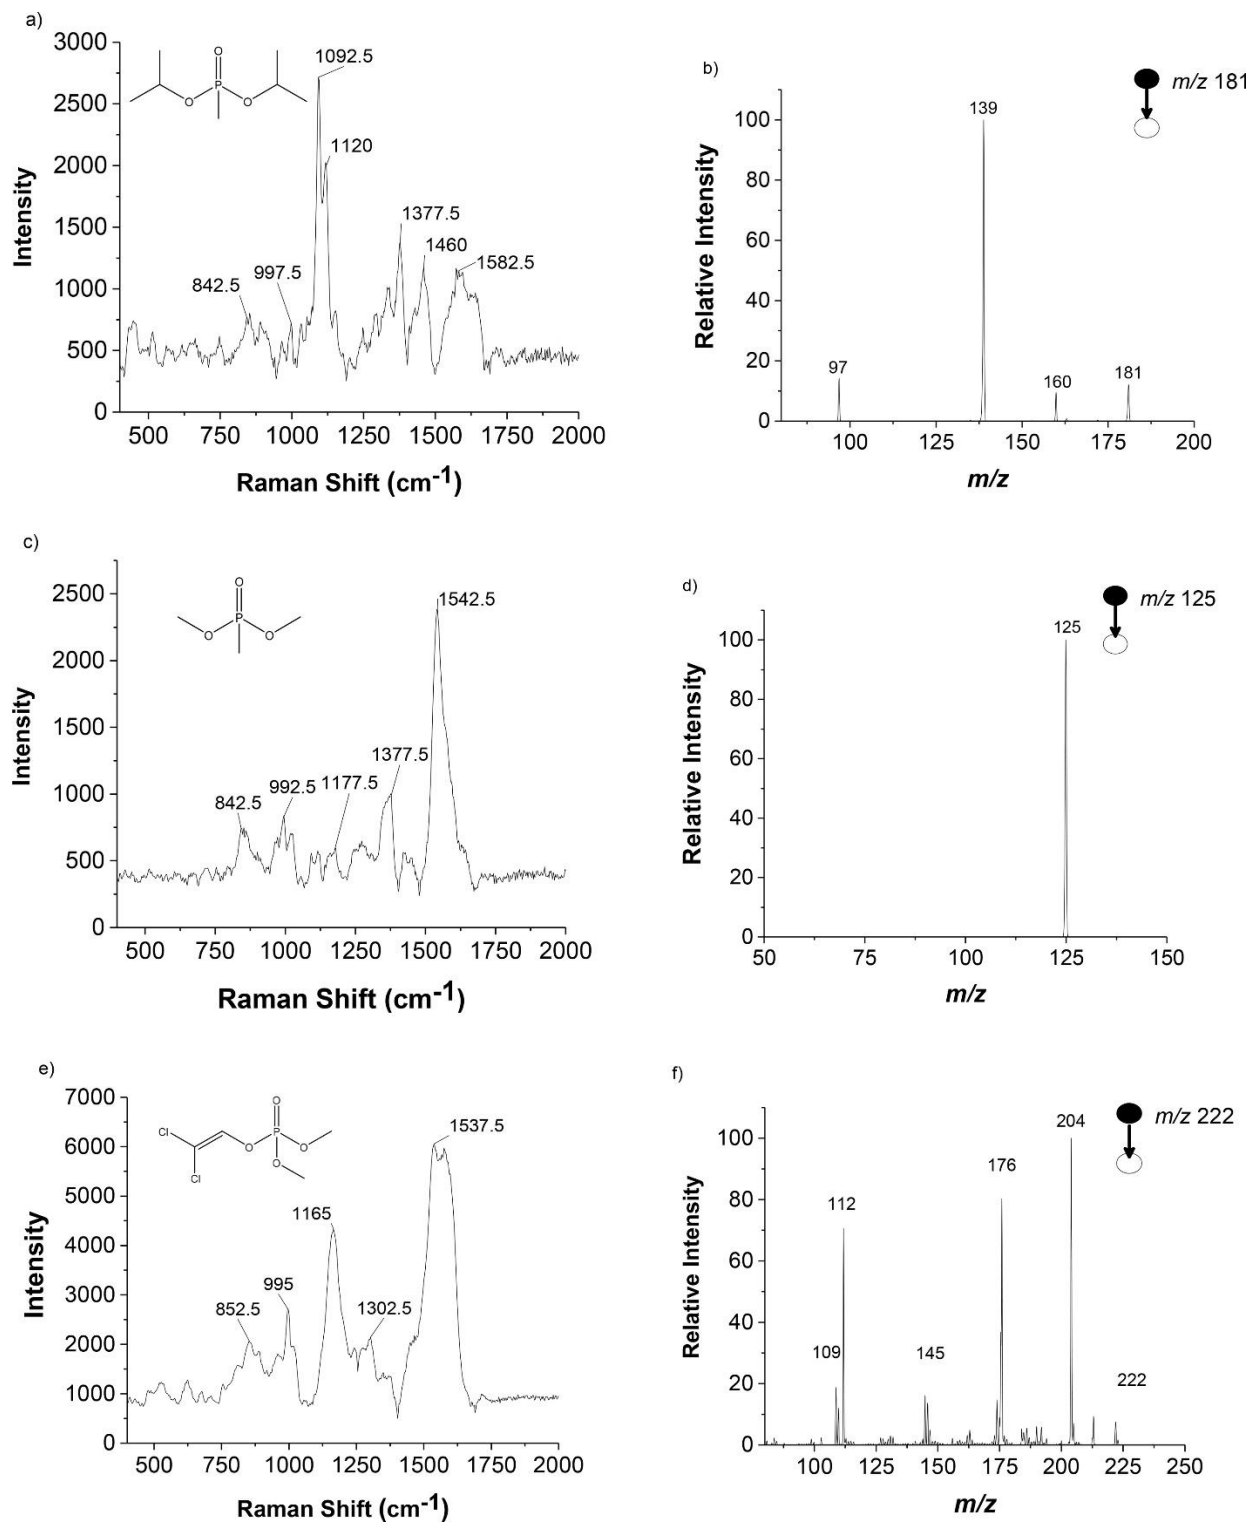 a)
3000
2500
2000
1500
1000
500
0
Intensity
O
P
O
O
1092.5
1120
1377.5
1460
1582.5
997.5
842.5
500 750 1000 1250 1500 1750 2000
Raman Shift (cm-1)
b)
m/z 181
100
80
60
40
20
0
Relative Intensity
139
97
160
181
100 125 150 175 200
m/z
c)
2500
2000
1500
1000
500
0
Intensity
O
P
O
O
1542.5
1377.5
1177.5
992.5
842.5
500 750 1000 1250 1500 1750 2000
Raman Shift (cm-1)
d)
m/z 125
100
80
60
40
20
0
Relative Intensity
125
50 100 150
m/z
e)
7000
6000
5000
4000
3000
2000
1000
0
Intensity
Cl
Cl
O
O
P
O
O
1537.5
1165
995
852.5
1302.5
500 750 1000 1250 1500 1750 2000
Raman Shift (cm-1)
f)
m/z 222
100
80
60
40
20
0
Relative Intensity
204
176
112
109
145
222
100 125 150 175 200 225 250
m/z